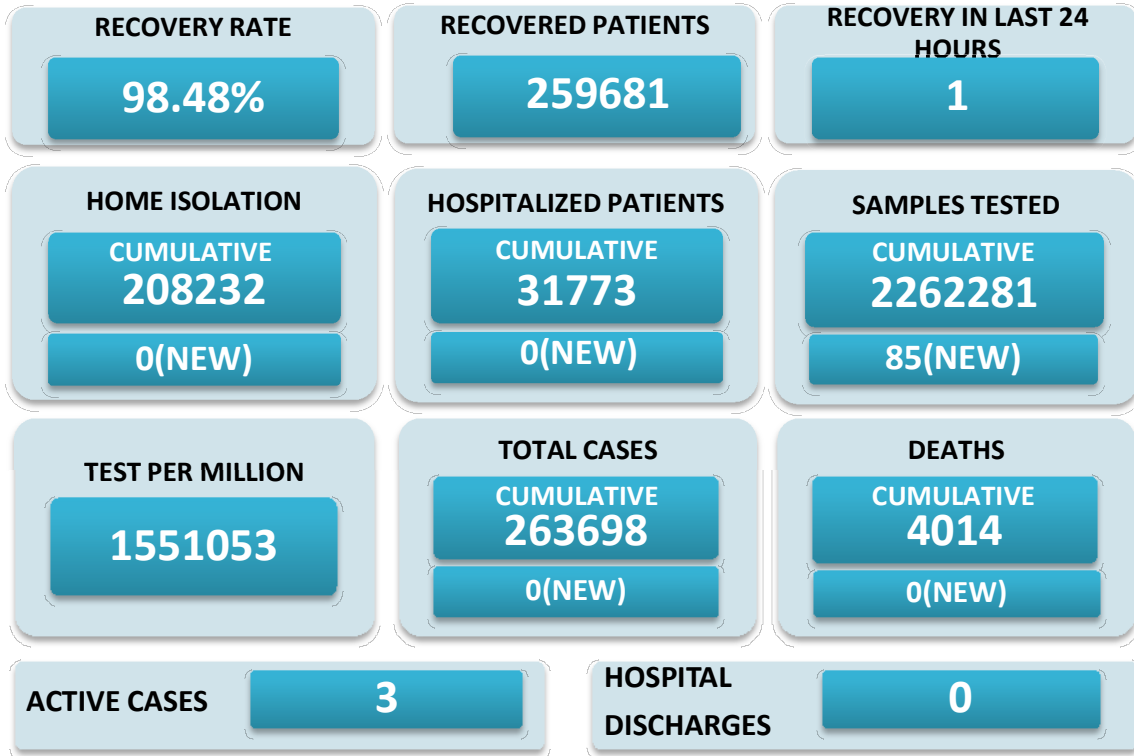 RECOVERY RATE
98.48%
RECOVERED PATIENTS
259681
RECOVERY IN LAST 24
HOURS
1
HOME ISOLATION
CUMULATIVE
208232
0(NEW)
HOSPITALIZED PATIENTS
CUMULATIVE
31773
0(NEW)
SAMPLES TESTED
CUMULATIVE
2262281
85(NEW)
TEST PER MILLION
1551053
TOTAL CASES
CUMULATIVE
263698
0(NEW)
DEATHS
CUMULATIVE
4014
0(NEW)
ACTIVE CASES
3
HOSPITAL
DISCHARGES
0